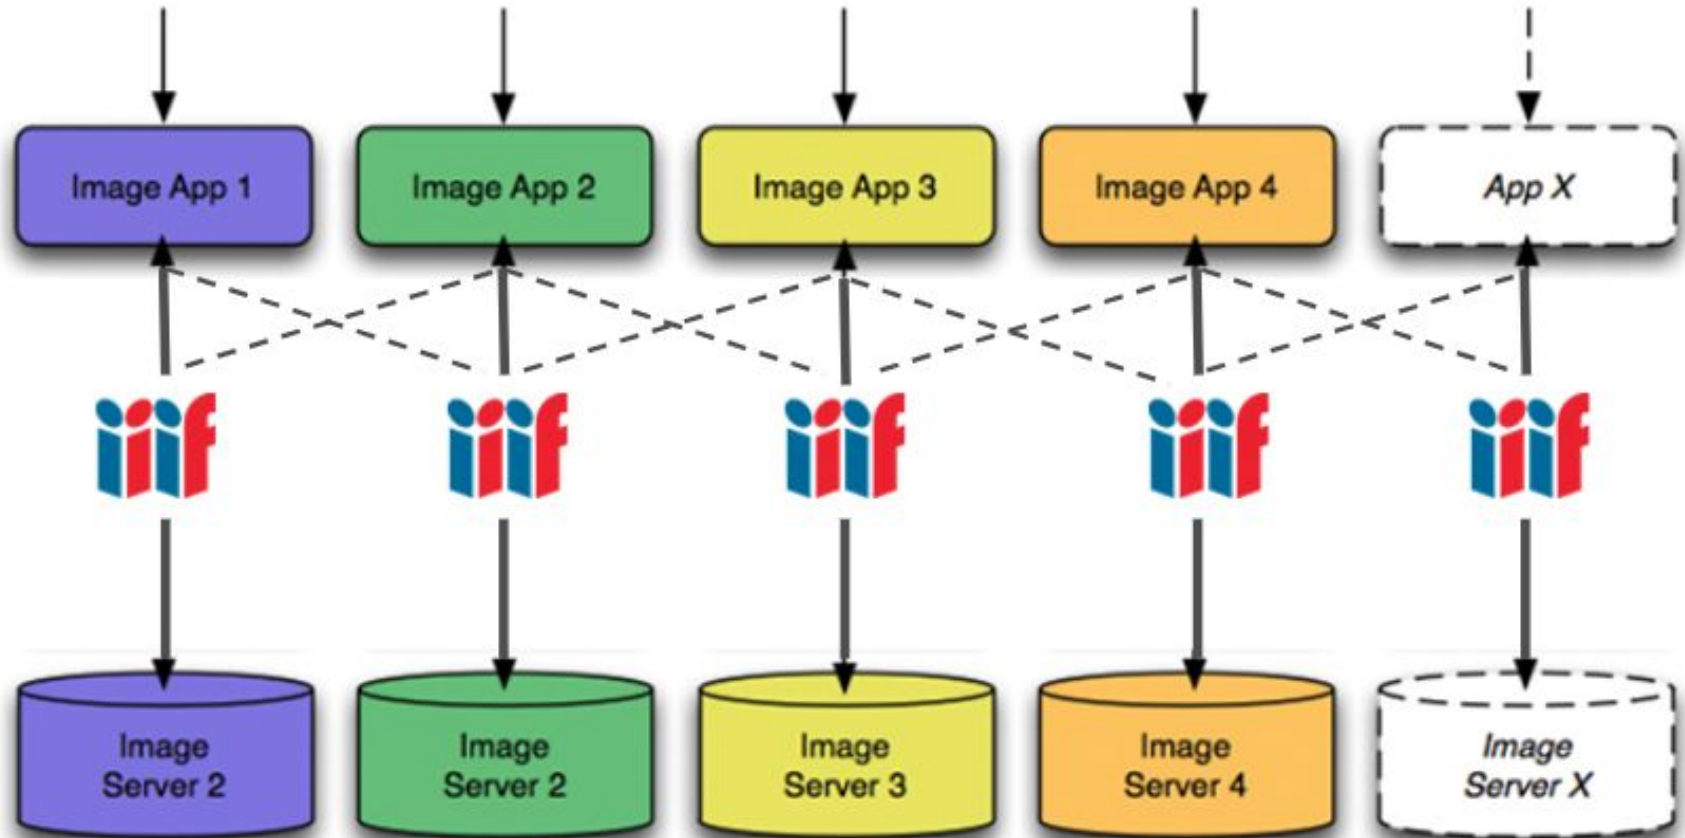 Image App 1
Image App 2
Image App 3
Image App 4
App X
iiif
iiif
iiif
iiif
iiif
Image
Server 2
Image
Server 2
Image
Server 3
Image
Server 4
Image
Server X